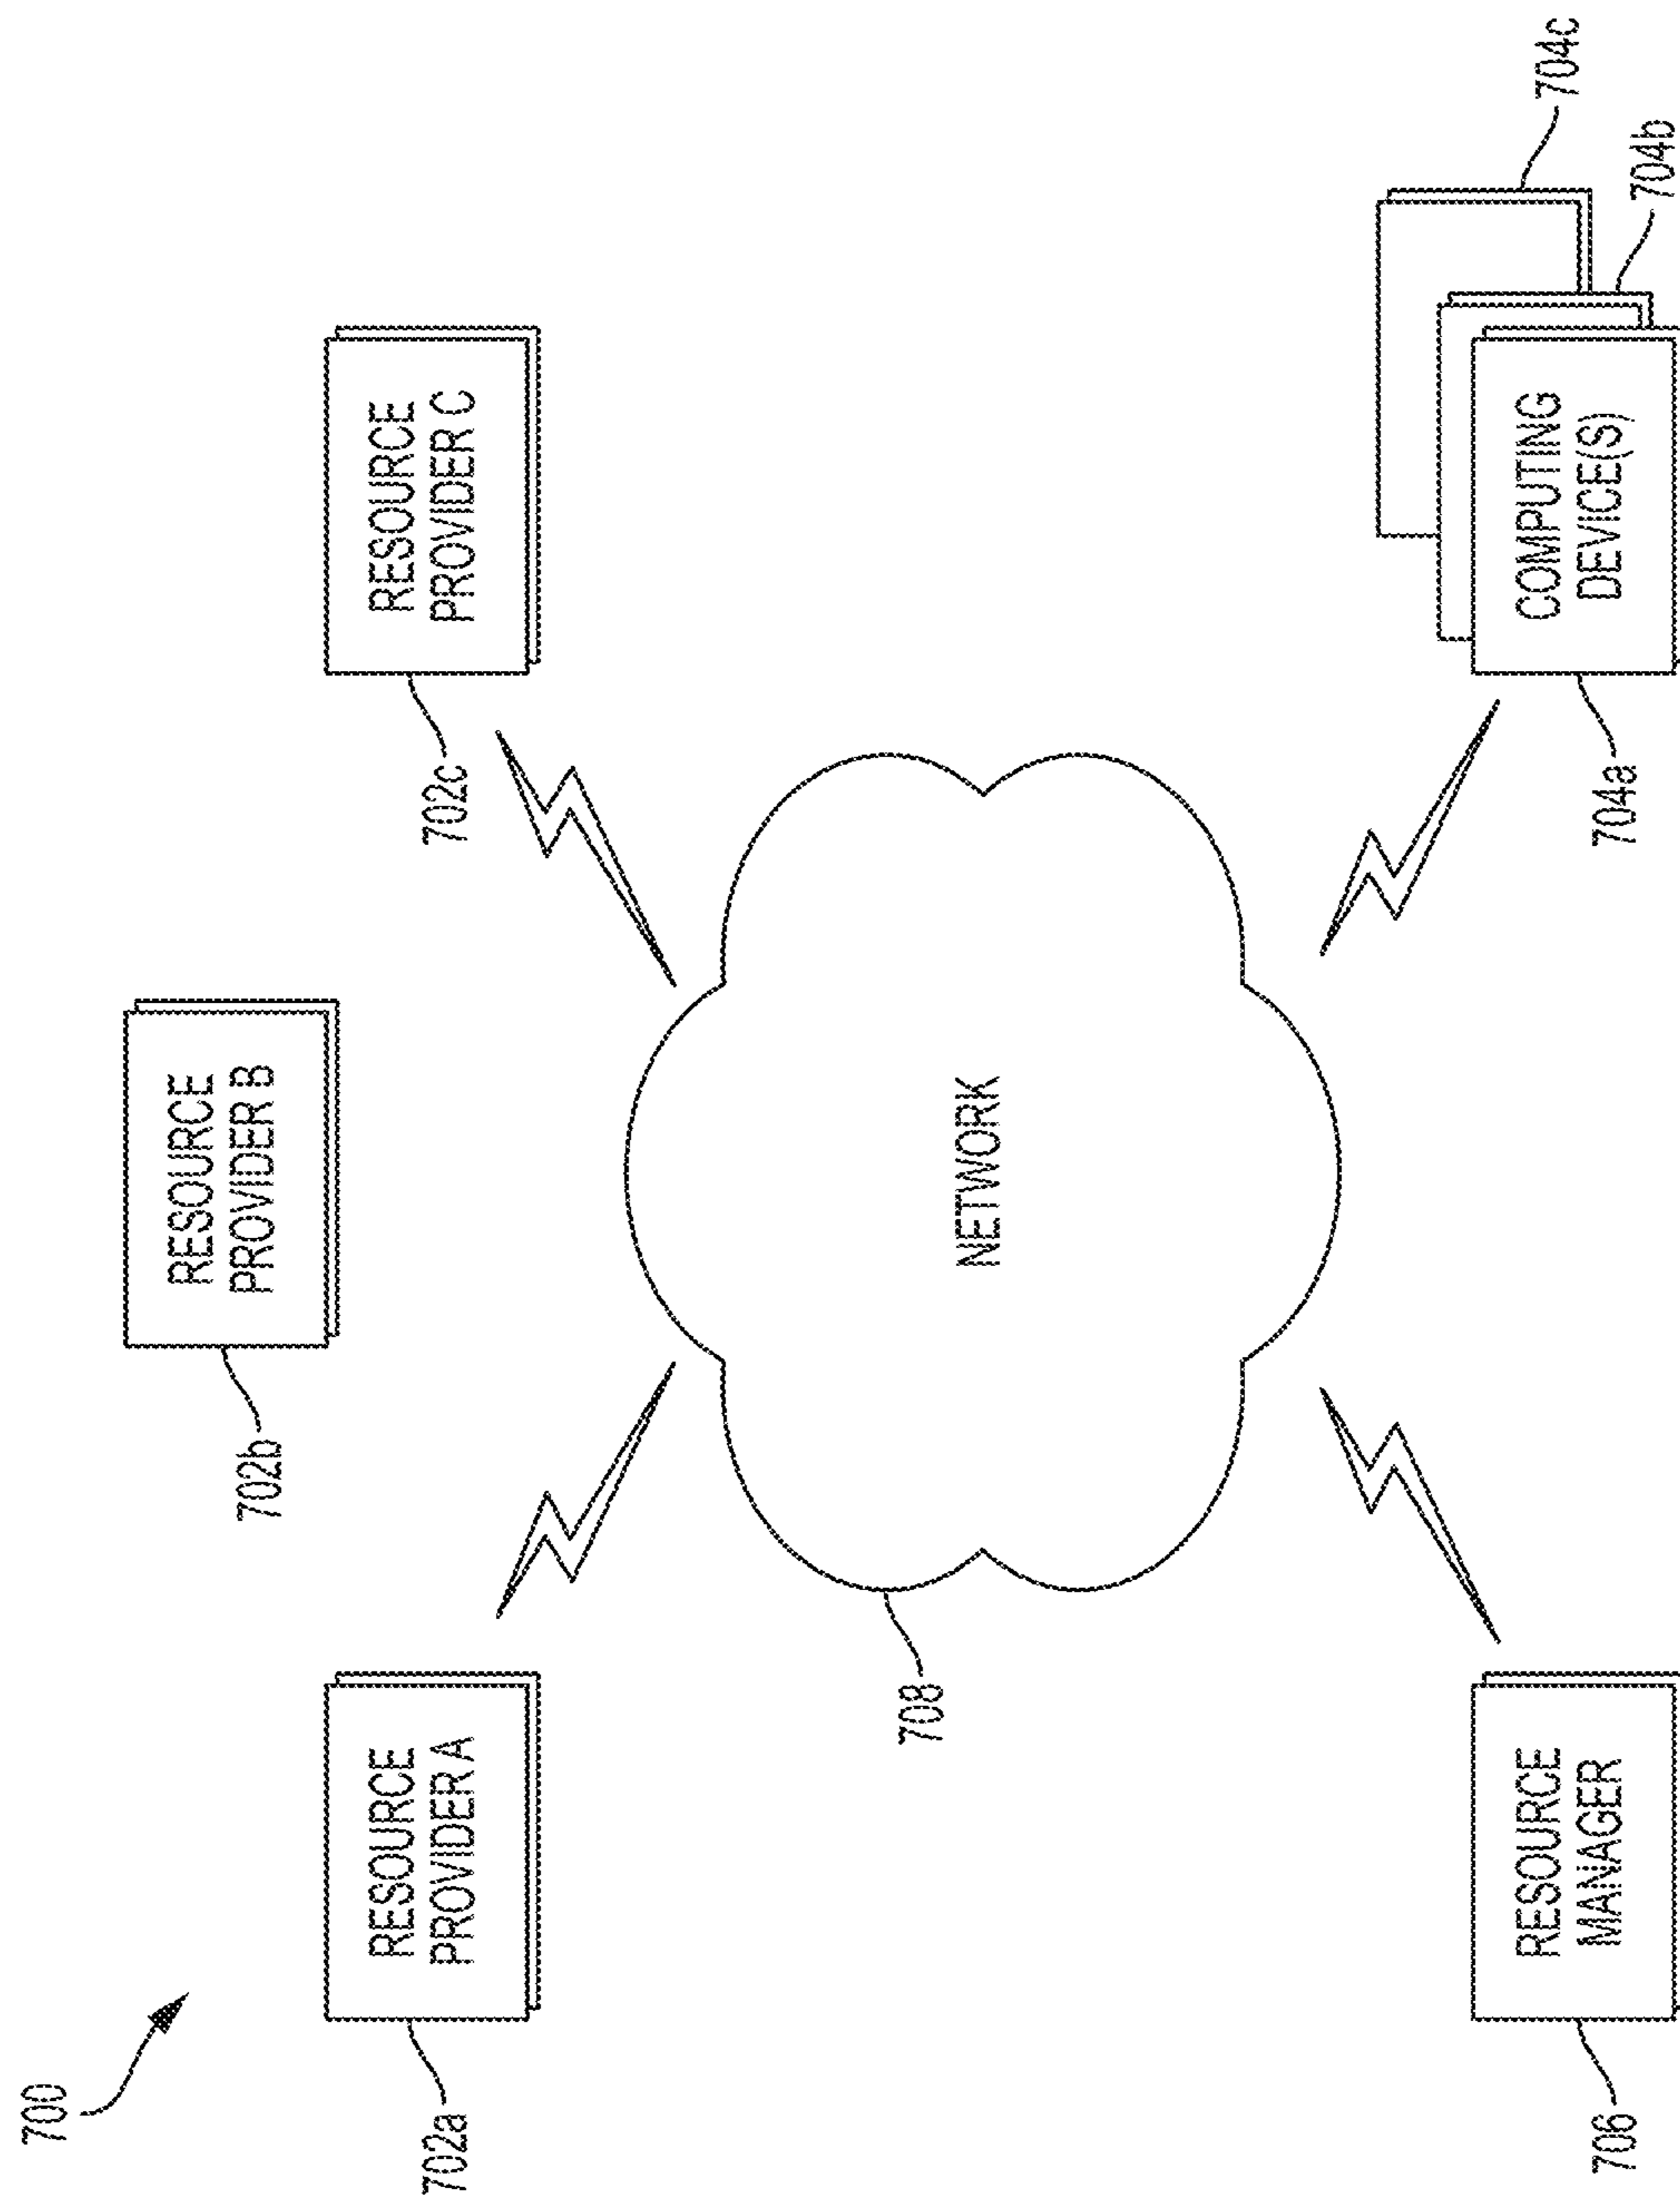 700
RESOURCE
PROVIDER B
702b
RESOURCE
PROVIDER A
702a
RESOURCE
PROVIDER C
702c
NETWORK
708
RESOURCE
MANAGER
706
COMPUTING
DEVICE(S)
704a
704b
704c